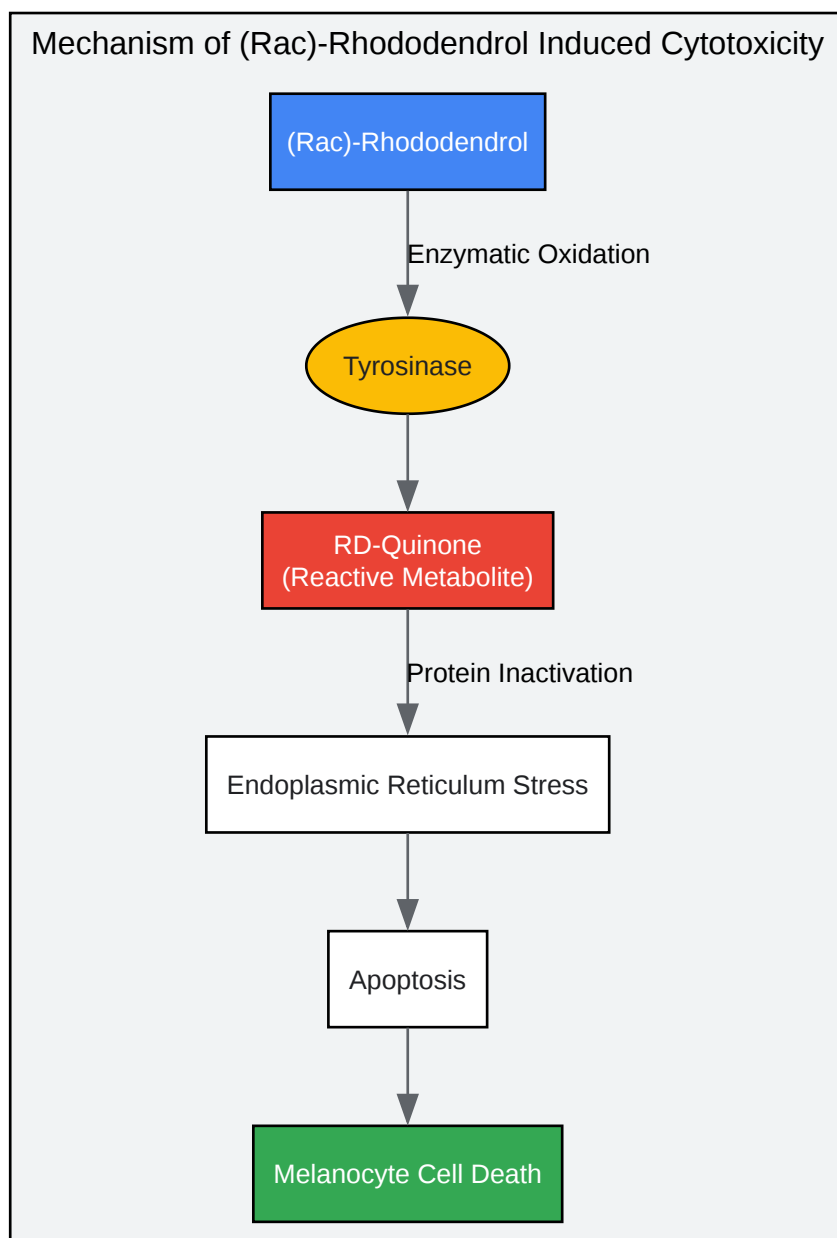 Mechanism of (Rac)-Rhododendrol Induced Cytotoxicity
(Rac)-Rhododendrol
Enzymatic Oxidation
Tyrosinase
RD-Quinone
(Reactive Metabolite)
Protein Inactivation
Endoplasmic Reticulum Stress
Apoptosis
Melanocyte Cell Death